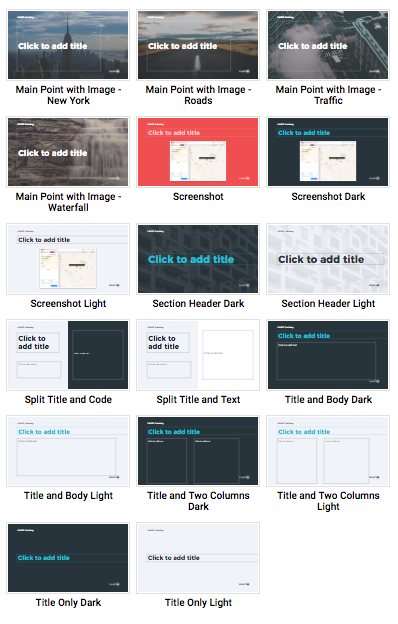 Click to add title
Click to add title
Click to add title
Main Point with Image -
New York
Main Point with Image -
Roads
Main Point with Image -
Traffic
Click to add title
Click to add title
Click to add title
Main Point with Image -
Waterfall
Screenshot
Screenshot Dark
Click to add title
Click to add title
Click to add title
Screenshot Light
Section Header Dark
Section Header Light
Click to
add title
Click to
add title
Click to add title
Split Title and Code
Split Title and Text
Title and Body Dark
Click to add title
Click to add title
Click to add title
Title and Body Light
Title and Two Columns
Dark
Title and Two Columns
Light
Click to add title
Click to add title
Title Only Dark
Title Only Light